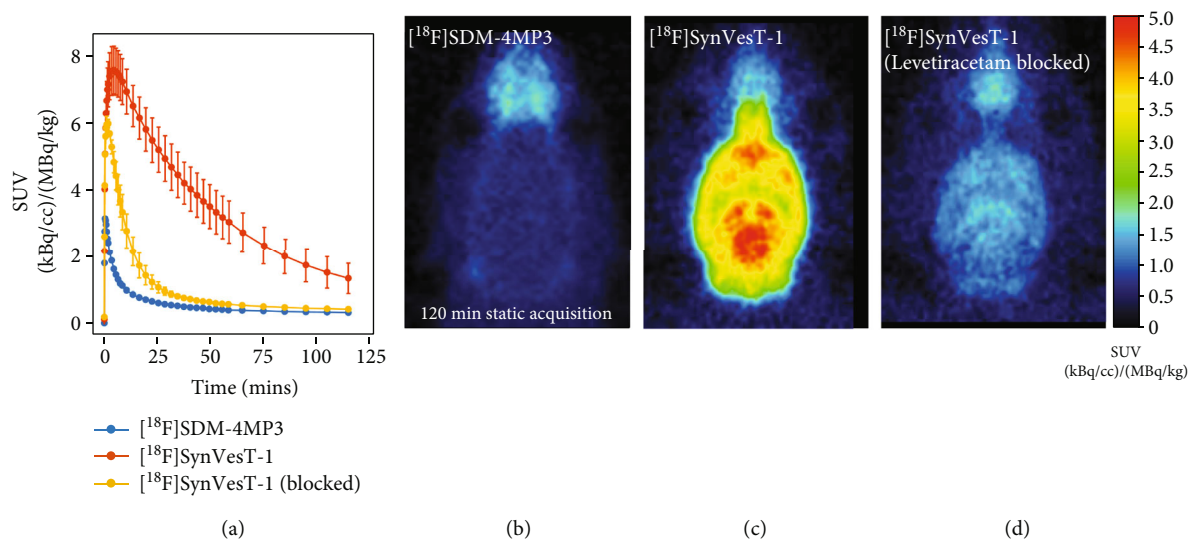 8
6
4
2
0
SUV
(kBq/cc)/(MBq/kg)
0 25 50 75 100 125
Time (mins)
[¹⁸F]SDM-4MP3
[¹⁸F]SynVesT-1
[¹⁸F]SynVesT-1 (blocked)
(a)
[¹⁸F]SDM-4MP3
120 min static acquisition
(b)
[¹⁸F]SynVesT-1
(c)
[¹⁸F]SynVesT-1
(Levetiracetam blocked)
(d)
5.0
4.5
4.0
3.5
3.0
2.5
2.0
1.5
1.0
0.5
0
SUV
(kBq/cc)/(MBq/kg)